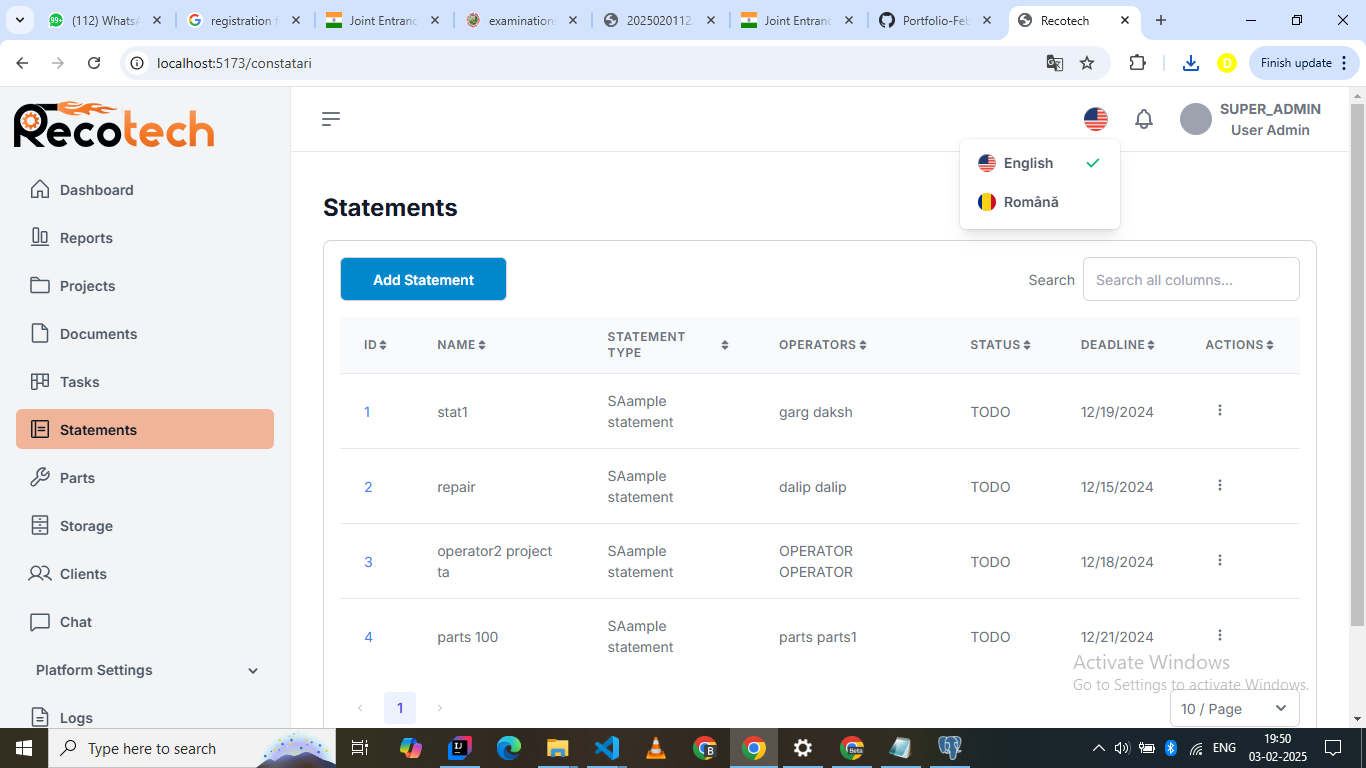 (112) WhatsA
registration f
Joint Entranc
examination
2025020112
Joint Entranc
Portfolio-Feb
Recotech
localhost:5173/constatari
D
Finish update
Recotech
SUPER_ADMIN
User Admin
English
Română
Dashboard
Reports
Projects
Documents
Tasks
Statements
Parts
Storage
Clients
Chat
Platform Settings
Logs
Statements
Add Statement
Search
Search all columns...
ID NAME STATEMENT TYPE OPERATORS STATUS DEADLINE ACTIONS
1 stat1 SAample statement garg daksh TODO 12/19/2024
2 repair SAample statement dalip dalip TODO 12/15/2024
3 operator2 project ta SAample statement OPERATOR OPERATOR TODO 12/18/2024
4 parts 100 SAample statement parts parts1 TODO 12/21/2024
Activate Windows
Go to Settings to activate Windows.
1
10 / Page
Type here to search
ENG
19:50
03-02-2025